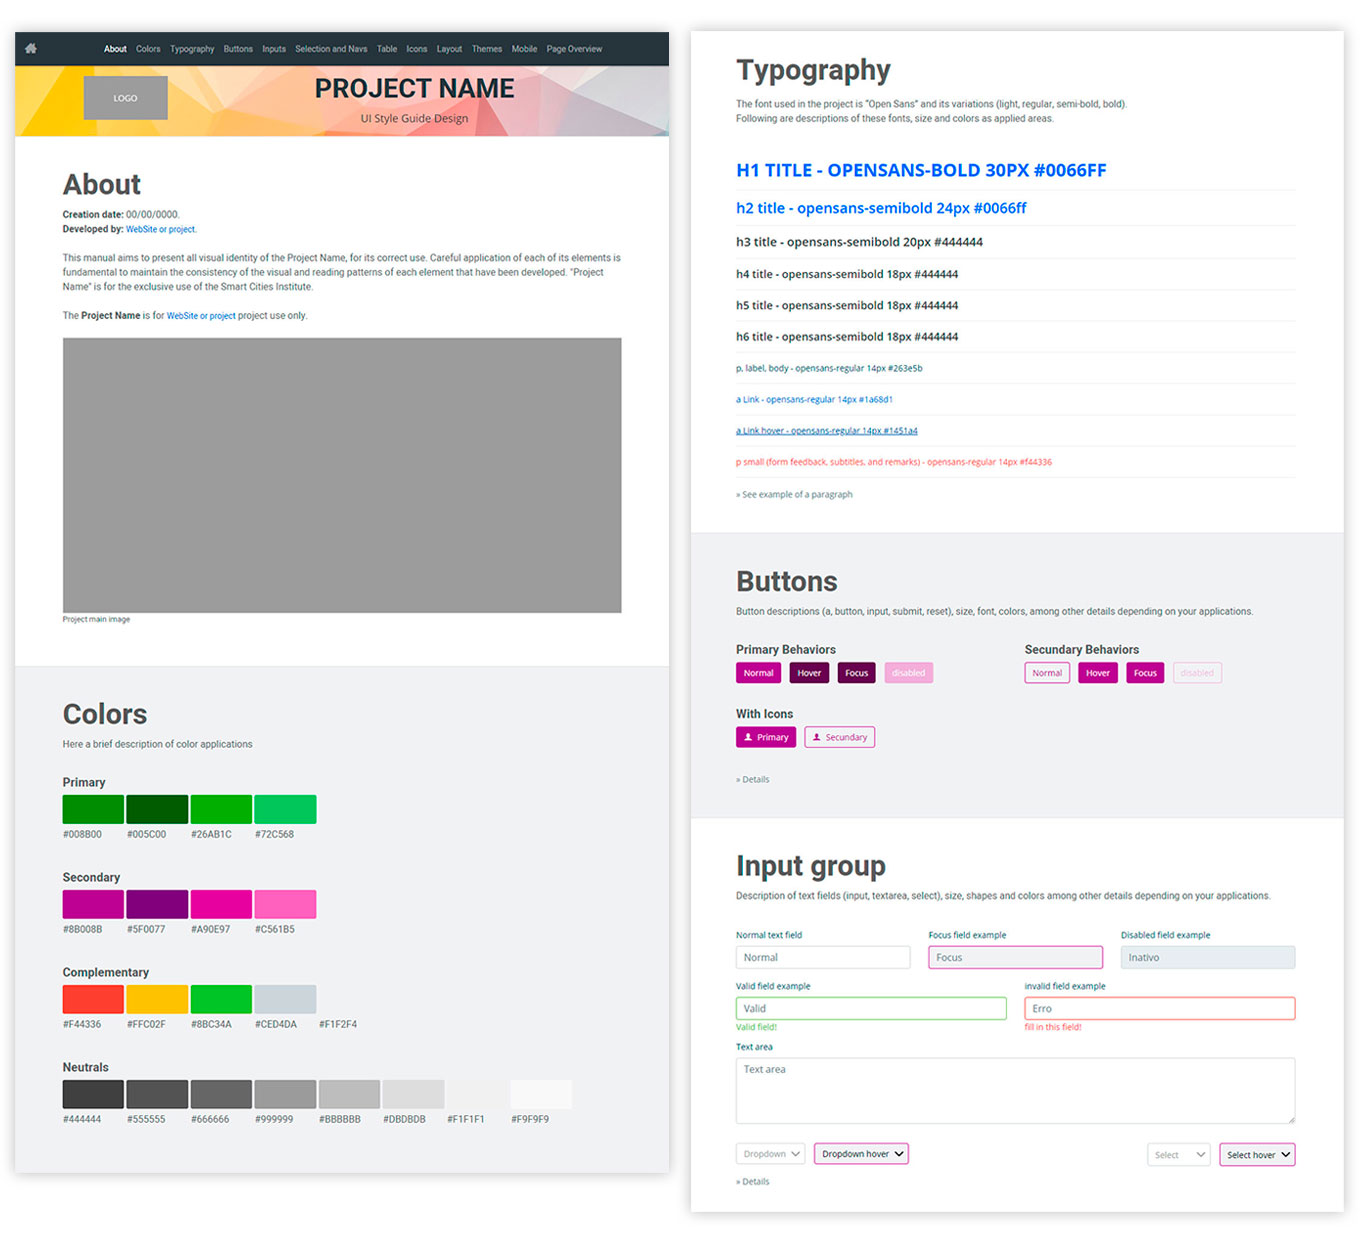 About Colors Typography Buttons Inputs Selection and Navs Table Icons Layout Themes Mobile Page Overview
LOGO
PROJECT NAME
UI Style Guide Design
About
Creation date: 00/00/0000.
Developed by: WebSite or project.
This manual aims to present all visual identity of the Project Name, for its correct use. Careful application of each of its elements is
fundamental to maintain the consistency of the visual and reading patterns of each element that have been developed. "Project
Name" is for the exclusive use of the Smart Cities Institute.
The Project Name is for WebSite or project project use only.
Project main image
Colors
Here a brief description of color applications
Primary
#008B00 #005C00 #26AB1C #72C568
Secondary
#8B008B #5F0077 #A90E97 #C561B5
Complementary
#F44336 #FFC02F #8BC34A #CED4DA #F1F2F4
Neutrals
#444444 #555555 #666666 #999999 #BBBBBB #DBDBDB #F1F1F1 #F9F9F9
Typography
The font used in the project is "Open Sans" and its variations (light, regular, semi-bold, bold).
Following are descriptions of these fonts, size and colors as applied areas.
H1 TITLE - OPENSANS-BOLD 30PX #0066FF
h2 title - opensans-semibold 24px #0066ff
h3 title - opensans-semibold 20px #444444
h4 title - opensans-semibold 18px #444444
h5 title - opensans-semibold 18px #444444
h6 title - opensans-semibold 18px #444444
p, label, body - opensans-regular 14px #263e5b
a Link - opensans-regular 14px #1a68d1
a Link hover - opensans-regular 14px #1451a4
p small (form feedback, subtitles, and remarks) - opensans-regular 14px #f44336
» See example of a paragraph
Buttons
Button descriptions (a, button, input, submit, reset), size, font, colors, among other details depending on your applications.
Primary Behaviors
Normal Hover Focus disabled
Secundary Behaviors
Normal Hover Focus disabled
With Icons
Primary Secundary
» Details
Input group
Description of text fields (input, textarea, select), size, shapes and colors among other details depending on your applications.
Normal text field Focus field example Disabled field example
Normal Focus Inativo
Valid field example invalid field example
Valid Erro
Valid field! fill in this field!
Text area
Text area
Dropdown Dropdown hover Select Select hover
» Details